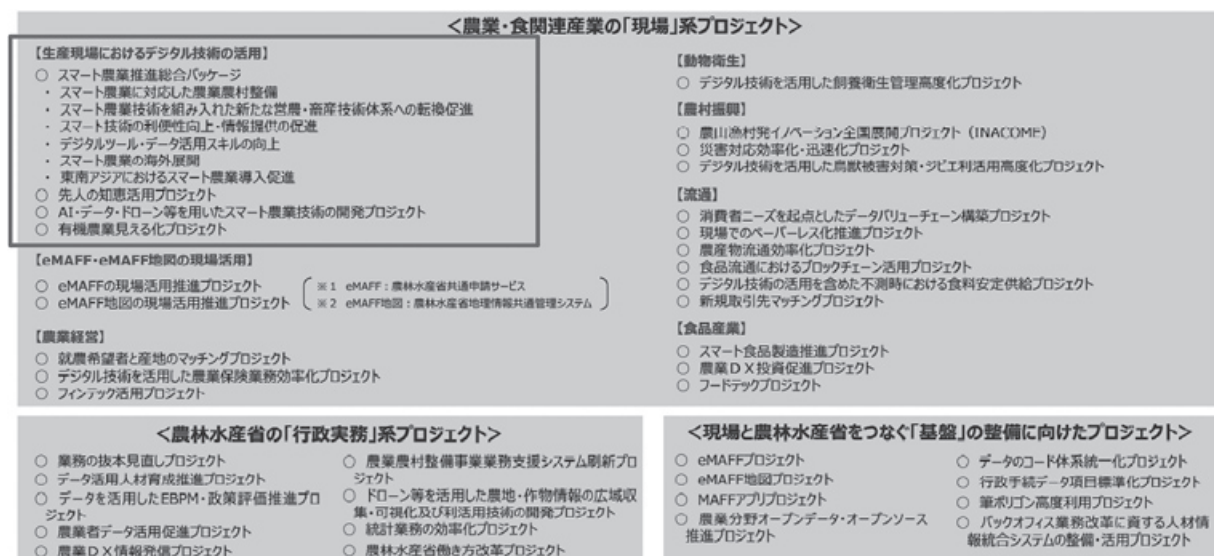 ＜農業・食関連産業の「現場」系プロジェクト＞
【生産現場におけるデジタル技術の活用】
○ スマート農業推進総合パッケージ
・ スマート農業に対応した農業農村整備
・ スマート農業技術を組み入れた新たな営農・畜産技術体系への転換促進
・ スマート技術の利便性向上・情報提供の促進
・ デジタルツール・データ活用スキルの向上
・ スマート農業の海外展開
・ 東南アジアにおけるスマート農業導入促進
○ 先人の知恵活用プロジェクト
○ AI・データ・ドローン等を用いたスマート農業技術の開発プロジェクト
○ 有機農業見える化プロジェクト
【eMAFF・eMAFF地図の現場活用】
○ eMAFFの現場活用推進プロジェクト
○ eMAFF地図の現場活用推進プロジェクト
※1 eMAFF：農林水産省共通申請サービス
※2 eMAFF地図：農林水産省地理情報共通管理システム
【農業経営】
○ 就農希望者と産地のマッチングプロジェクト
○ デジタル技術を活用した農業保険業務効率化プロジェクト
○ フィンテック活用プロジェクト
【動物衛生】
○ デジタル技術を活用した飼養衛生管理高度化プロジェクト
【農村振興】
○ 農山漁村発イノベーション全国展開プロジェクト（INACOME）
○ 災害対応効率化・迅速化プロジェクト
○ デジタル技術を活用した鳥獣被害対策・ジビエ利活用高度化プロジェクト
【流通】
○ 消費者ニーズを起点としたデータバリューチェーン構築プロジェクト
○ 現場でのペーパーレス化推進プロジェクト
○ 農産物流通効率化プロジェクト
○ 食品流通におけるブロックチェーン活用プロジェクト
○ デジタル技術の活用を含めた不測時における食料安定供給プロジェクト
○ 新規取引先マッチングプロジェクト
【食品産業】
○ スマート食品製造推進プロジェクト
○ 農業ＤＸ投資促進プロジェクト
○ フードテックプロジェクト
＜農林水産省の「行政実務」系プロジェクト＞
○ 業務の抜本見直しプロジェクト
○ データ活用人材育成推進プロジェクト
○ データを活用したEBPM・政策評価推進プロ
ジェクト
○ 農業者データ活用促進プロジェクト
○ 農業ＤＸ情報発信プロジェクト
○ 農業農村整備事業業務支援システム刷新プロ
ジェクト
○ ドローン等を活用した農地・作物情報の広域収
集・可視化及び利活用技術の開発プロジェクト
○ 統計業務の効率化プロジェクト
○ 農林水産省働き方改革プロジェクト
＜現場と農林水産省をつなぐ「基盤」の整備に向けたプロジェクト＞
○ eMAFFプロジェクト
○ eMAFF地図プロジェクト
○ MAFFアプリプロジェクト
○ 農業分野オープンデータ・オープンソース
推進プロジェクト
○ データのコード体系統一化プロジェクト
○ 行政手続データ項目標準化プロジェクト
○ 筆ポリゴン高度利用プロジェクト
○ バックオフィス業務改革に資する人材情
報統合システムの整備・活用プロジェクト